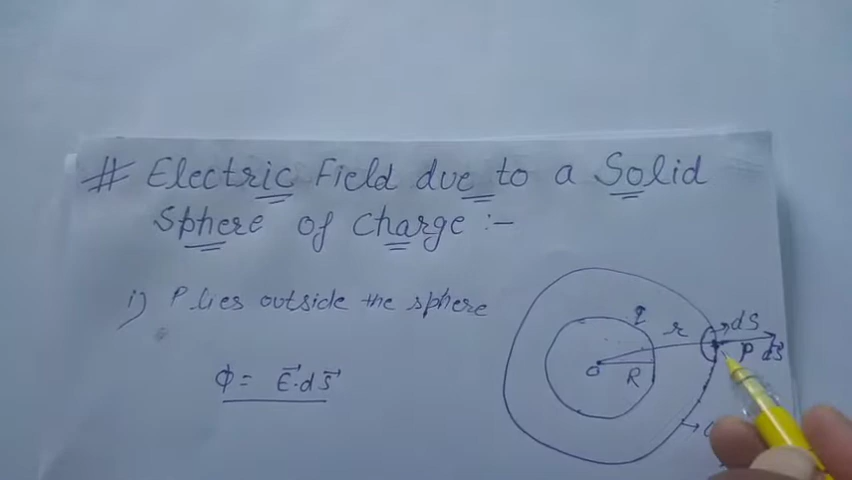 # Electric Field due to a Solid
Sphere of charge :-
i) P lies outside the sphere
ϕ = E⃗·dS⃗
q
r
dS
P
dS⃗
O
R